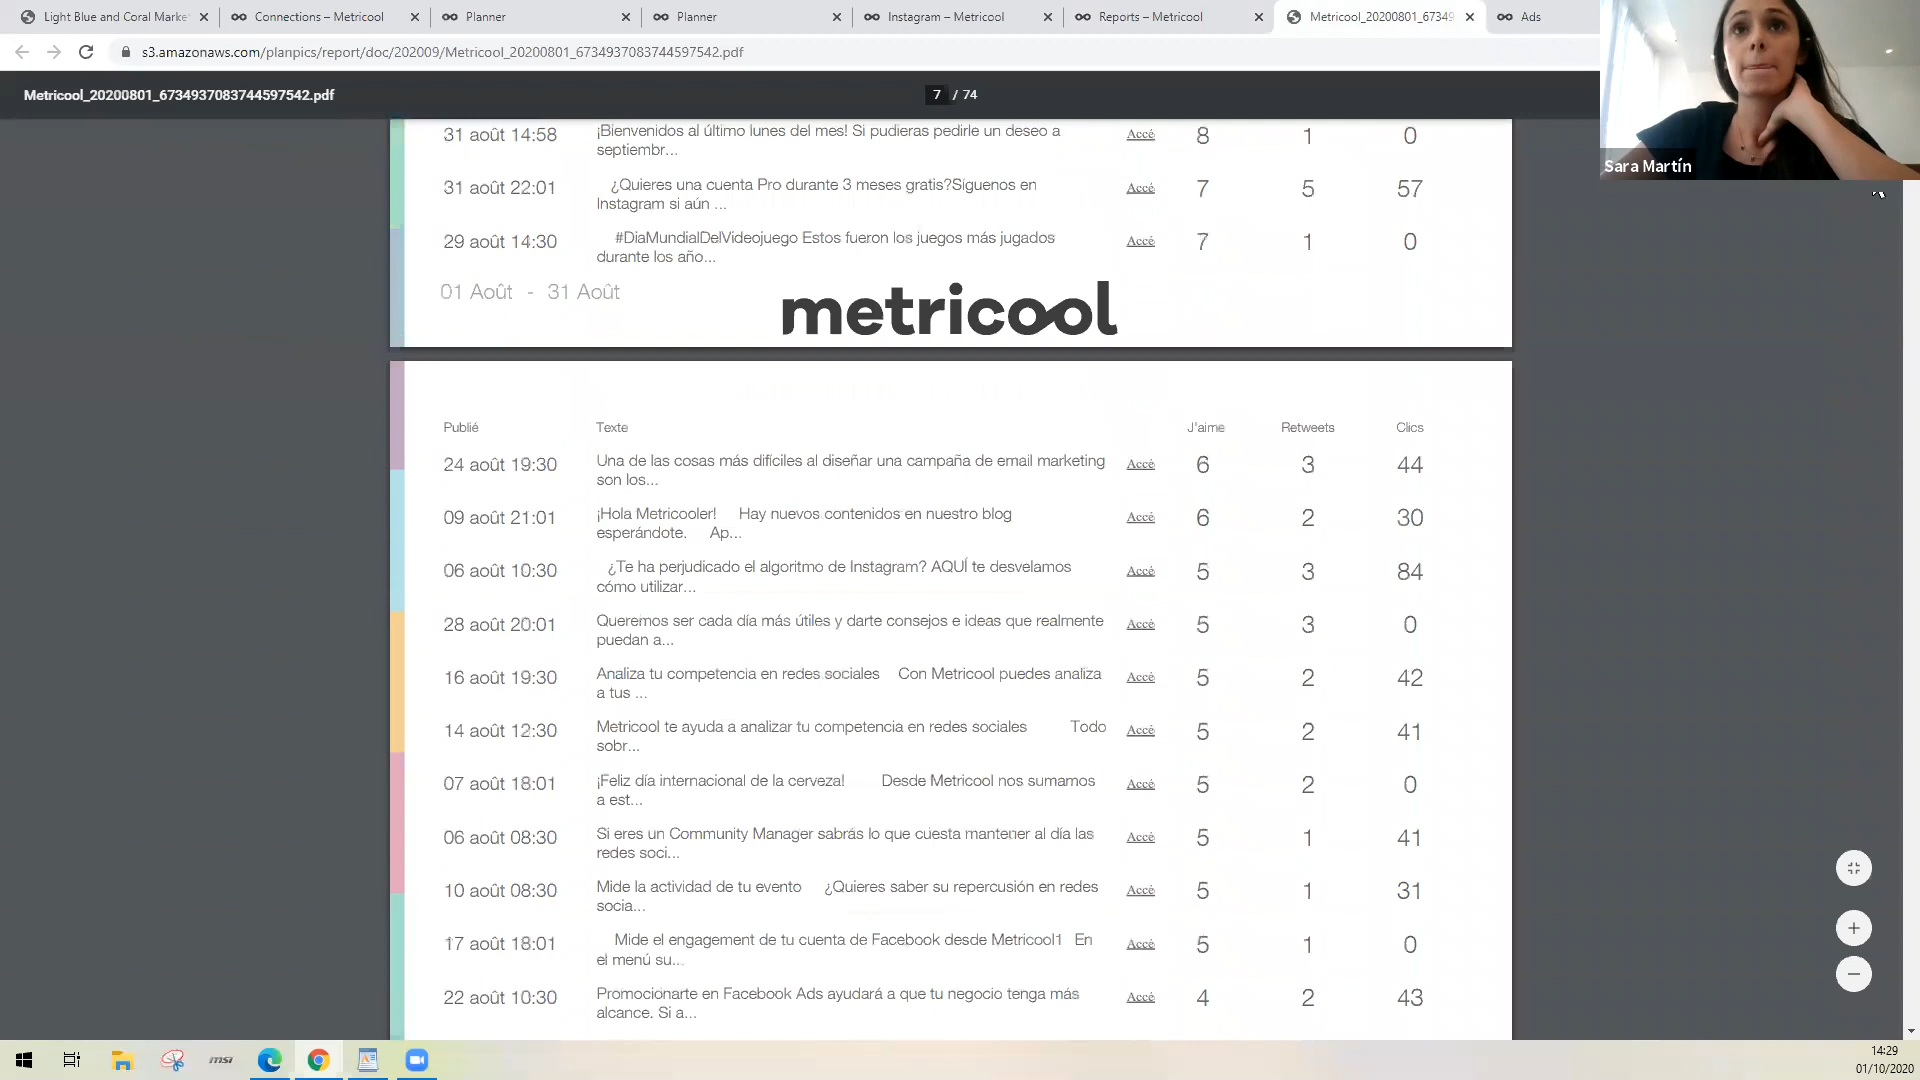 Light Blue and Coral Marke
Connections – Metricool
Planner
Planner
Instagram – Metricool
Reports – Metricool
Metricool_20200801_67349
Ads
s3.amazonaws.com/planpics/report/doc/202009/Metricool_20200801_6734937083744597542.pdf
Metricool_20200801_6734937083744597542.pdf
7 / 74
Sara Martín
31 août 14:58 ¡Bienvenidos al último lunes del mes! Si pudieras pedirle un deseo a Accé 8 1 0
septiembr...
31 août 22:01 ¿Quieres una cuenta Pro durante 3 meses gratis?Síguenos en Accé 7 5 57
Instagram si aún ...
29 août 14:30 #DiaMundialDelVideojuego Estos fueron los juegos más jugados Accé 7 1 0
durante los año...
01 Août - 31 Août
metricool
Publié Texte J'aime Retweets Clics
24 août 19:30 Una de las cosas más difíciles al diseñar una campaña de email marketing Accé 6 3 44
son los...
09 août 21:01 ¡Hola Metricooler! Hay nuevos contenidos en nuestro blog Accé 6 2 30
esperándote. Ap...
06 août 10:30 ¿Te ha perjudicado el algoritmo de Instagram? AQUÍ te desvelamos Accé 5 3 84
cómo utilizar...
28 août 20:01 Queremos ser cada día más útiles y darte consejos e ideas que realmente Accé 5 3 0
puedan a...
16 août 19:30 Analiza tu competencia en redes sociales Con Metricool puedes analiza Accé 5 2 42
a tus ...
14 août 12:30 Metricool te ayuda a analizar tu competencia en redes sociales Todo Accé 5 2 41
sobr...
07 août 18:01 ¡Feliz día internacional de la cerveza! Desde Metricool nos sumamos Accé 5 2 0
a est...
06 août 08:30 Si eres un Community Manager sabrás lo que cuesta mantener al día las Accé 5 1 41
redes soci...
10 août 08:30 Mide la actividad de tu evento ¿Quieres saber su repercusión en redes Accé 5 1 31
socia...
17 août 18:01 Mide el engagement de tu cuenta de Facebook desde Metricool1 En Accé 5 1 0
el menú su...
22 août 10:30 Promocionarte en Facebook Ads ayudará a que tu negocio tenga más Accé 4 2 43
alcance. Si a...
msi
14:29
01/10/2020